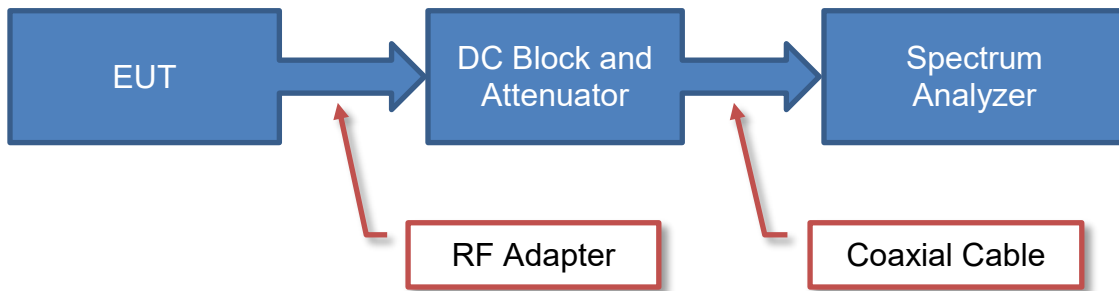 EUT
DC Block and
Attenuator
Spectrum
Analyzer
RF Adapter
Coaxial Cable